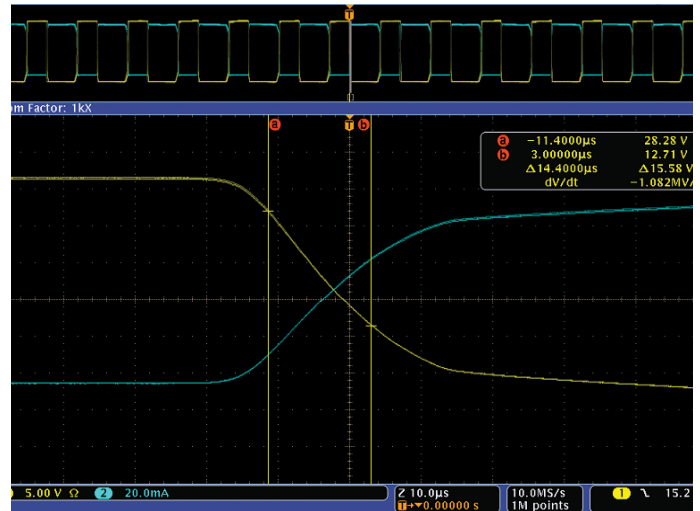 T
om Factor: 1kX
a T b
a -11.4000µs 28.28 V
b 3.00000µs 12.71 V
Δ14.4000µs Δ15.58 V
dV/dt -1.082MV/
5.00 V Ω 2 20.0mA Z 10.0µs 10.0MS/s 1 15.2
T→▼0.00000 s 1M points